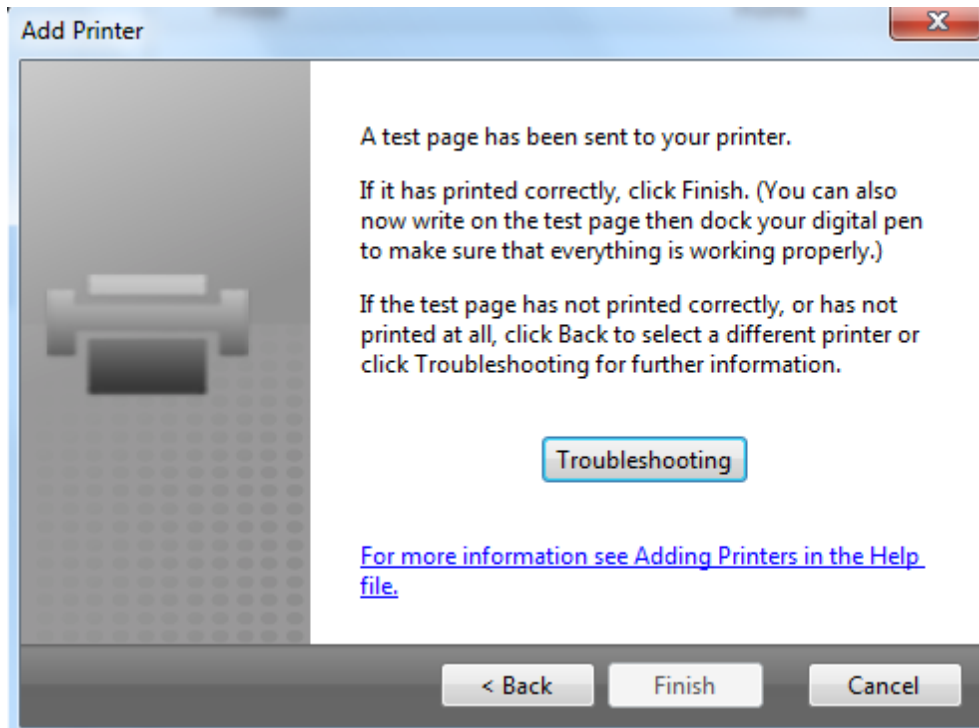 Add Printer
A test page has been sent to your printer.
If it has printed correctly, click Finish. (You can also
now write on the test page then dock your digital pen
to make sure that everything is working properly.)
If the test page has not printed correctly, or has not
printed at all, click Back to select a different printer or
click Troubleshooting for further information.
Troubleshooting
For more information see Adding Printers in the Help
file.
< Back
Finish
Cancel